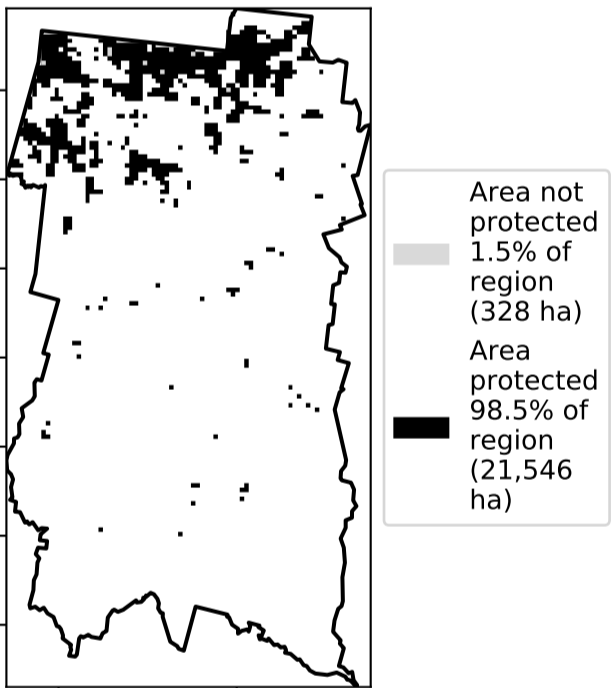 Area not
protected
1.5% of
region
(328 ha)
Area
protected
98.5% of
region
(21,546
ha)